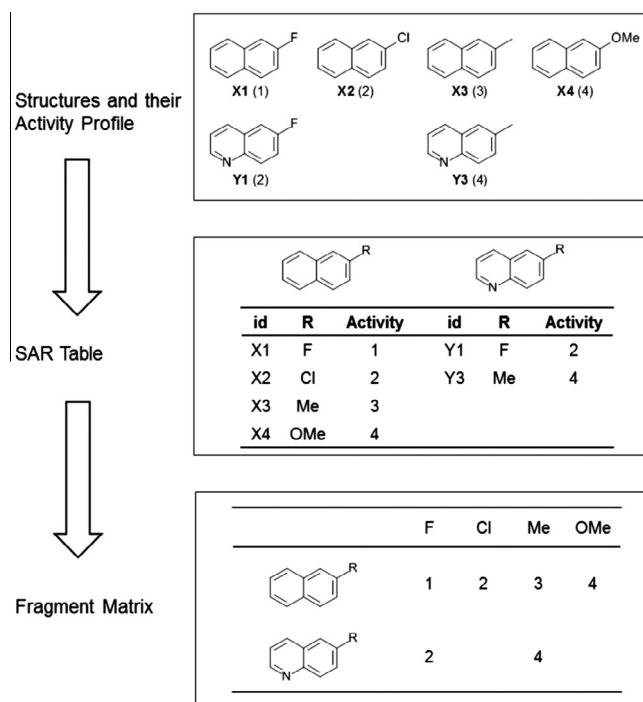 Structures and their
Activity Profile
F
Cl
OMe
X1 (1)
X2 (2)
X3 (3)
X4 (4)
F
N
N
Y1 (2)
Y3 (4)
SAR Table
R
R
N
id R Activity id R Activity
X1 F 1 Y1 F 2
X2 Cl 2 Y3 Me 4
X3 Me 3
X4 OMe 4
Fragment Matrix
F Cl Me OMe
R
1 2 3 4
R
N
2 4